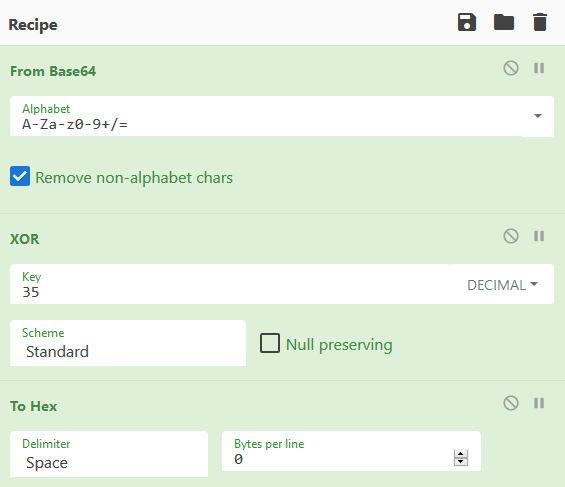 Recipe
From Base64
Alphabet
A-Za-z0-9+/=
Remove non-alphabet chars
XOR
Key
35
DECIMAL
Scheme
Standard
Null preserving
To Hex
Delimiter
Space
Bytes per line
0